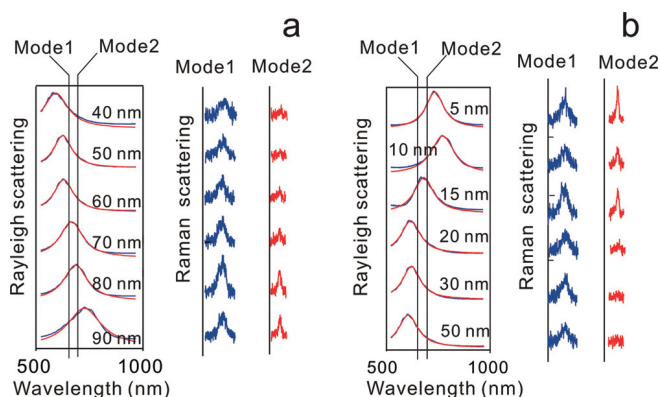 a
Mode1 Mode2
Mode1 Mode2
Rayleigh scattering
40 nm
50 nm
60 nm
70 nm
80 nm
90 nm
Raman scattering
500 1000
Wavelength (nm)
b
Mode1 Mode2
Mode1 Mode2
Rayleigh scattering
5 nm
10 nm
15 nm
20 nm
30 nm
50 nm
Raman scattering
500 1000
Wavelength (nm)